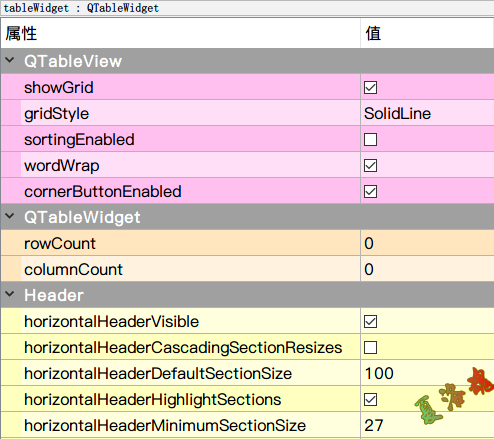 tableWidget : QTableWidget
属性 值
QTableView
showGrid
gridStyle SolidLine
sortingEnabled
wordWrap
cornerButtonEnabled
QTableWidget
rowCount 0
columnCount 0
Header
horizontalHeaderVisible
horizontalHeaderCascadingSectionResizes
horizontalHeaderDefaultSectionSize 100
horizontalHeaderHighlightSections
horizontalHeaderMinimumSectionSize 27